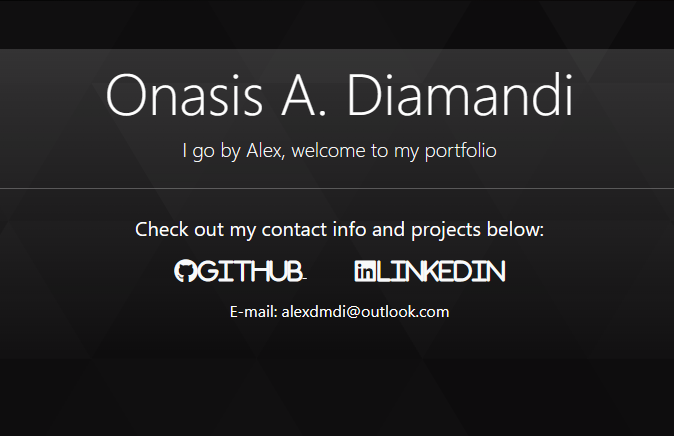 Onasis A. Diamandi
I go by Alex, welcome to my portfolio
Check out my contact info and projects below:
GITHUB LINKEDIN
E-mail: alexdmdi@outlook.com